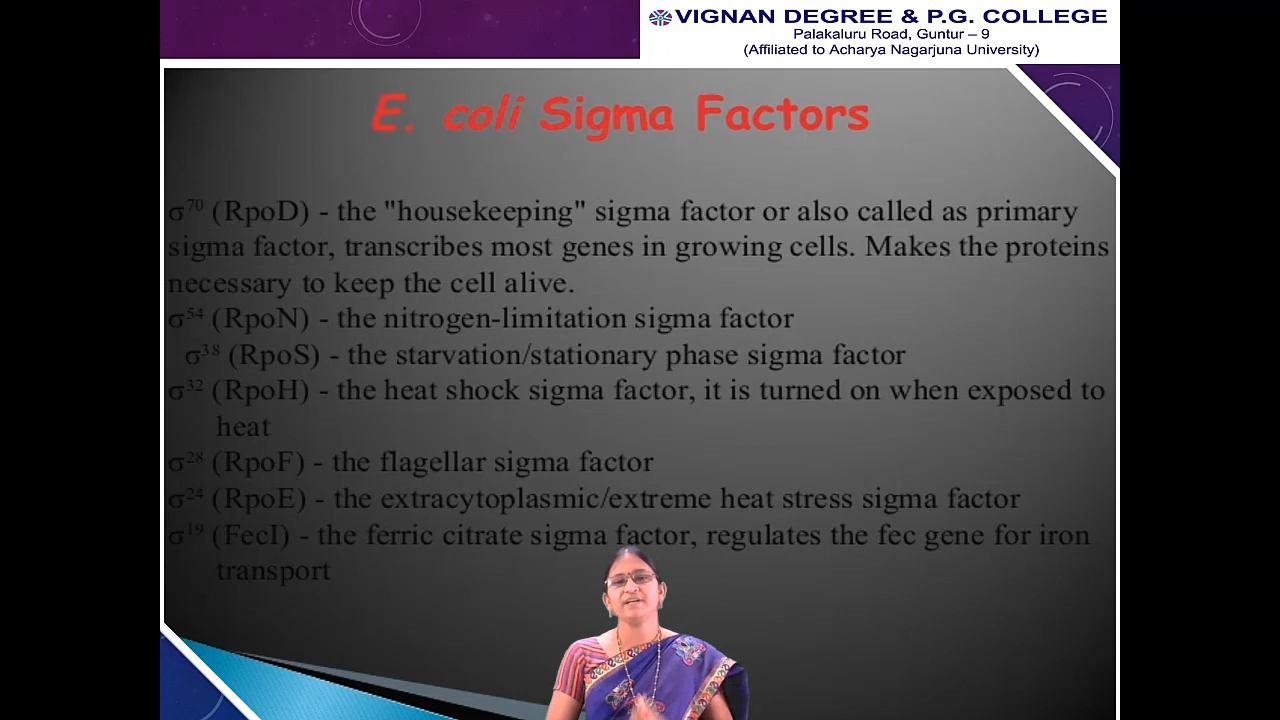 VIGNAN DEGREE & P.G. COLLEGE
Palakaluru Road, Guntur – 9
(Affiliated to Acharya Nagarjuna University)
E. coli Sigma Factors
σ⁷⁰ (RpoD) - the "housekeeping" sigma factor or also called as primary
sigma factor, transcribes most genes in growing cells. Makes the proteins
necessary to keep the cell alive.
σ⁵⁴ (RpoN) - the nitrogen-limitation sigma factor
σ³⁸ (RpoS) - the starvation/stationary phase sigma factor
σ³² (RpoH) - the heat shock sigma factor, it is turned on when exposed to
heat
σ²⁸ (RpoF) - the flagellar sigma factor
σ²⁴ (RpoE) - the extracytoplasmic/extreme heat stress sigma factor
σ¹⁹ (FecI) - the ferric citrate sigma factor, regulates the fec gene for iron
transport